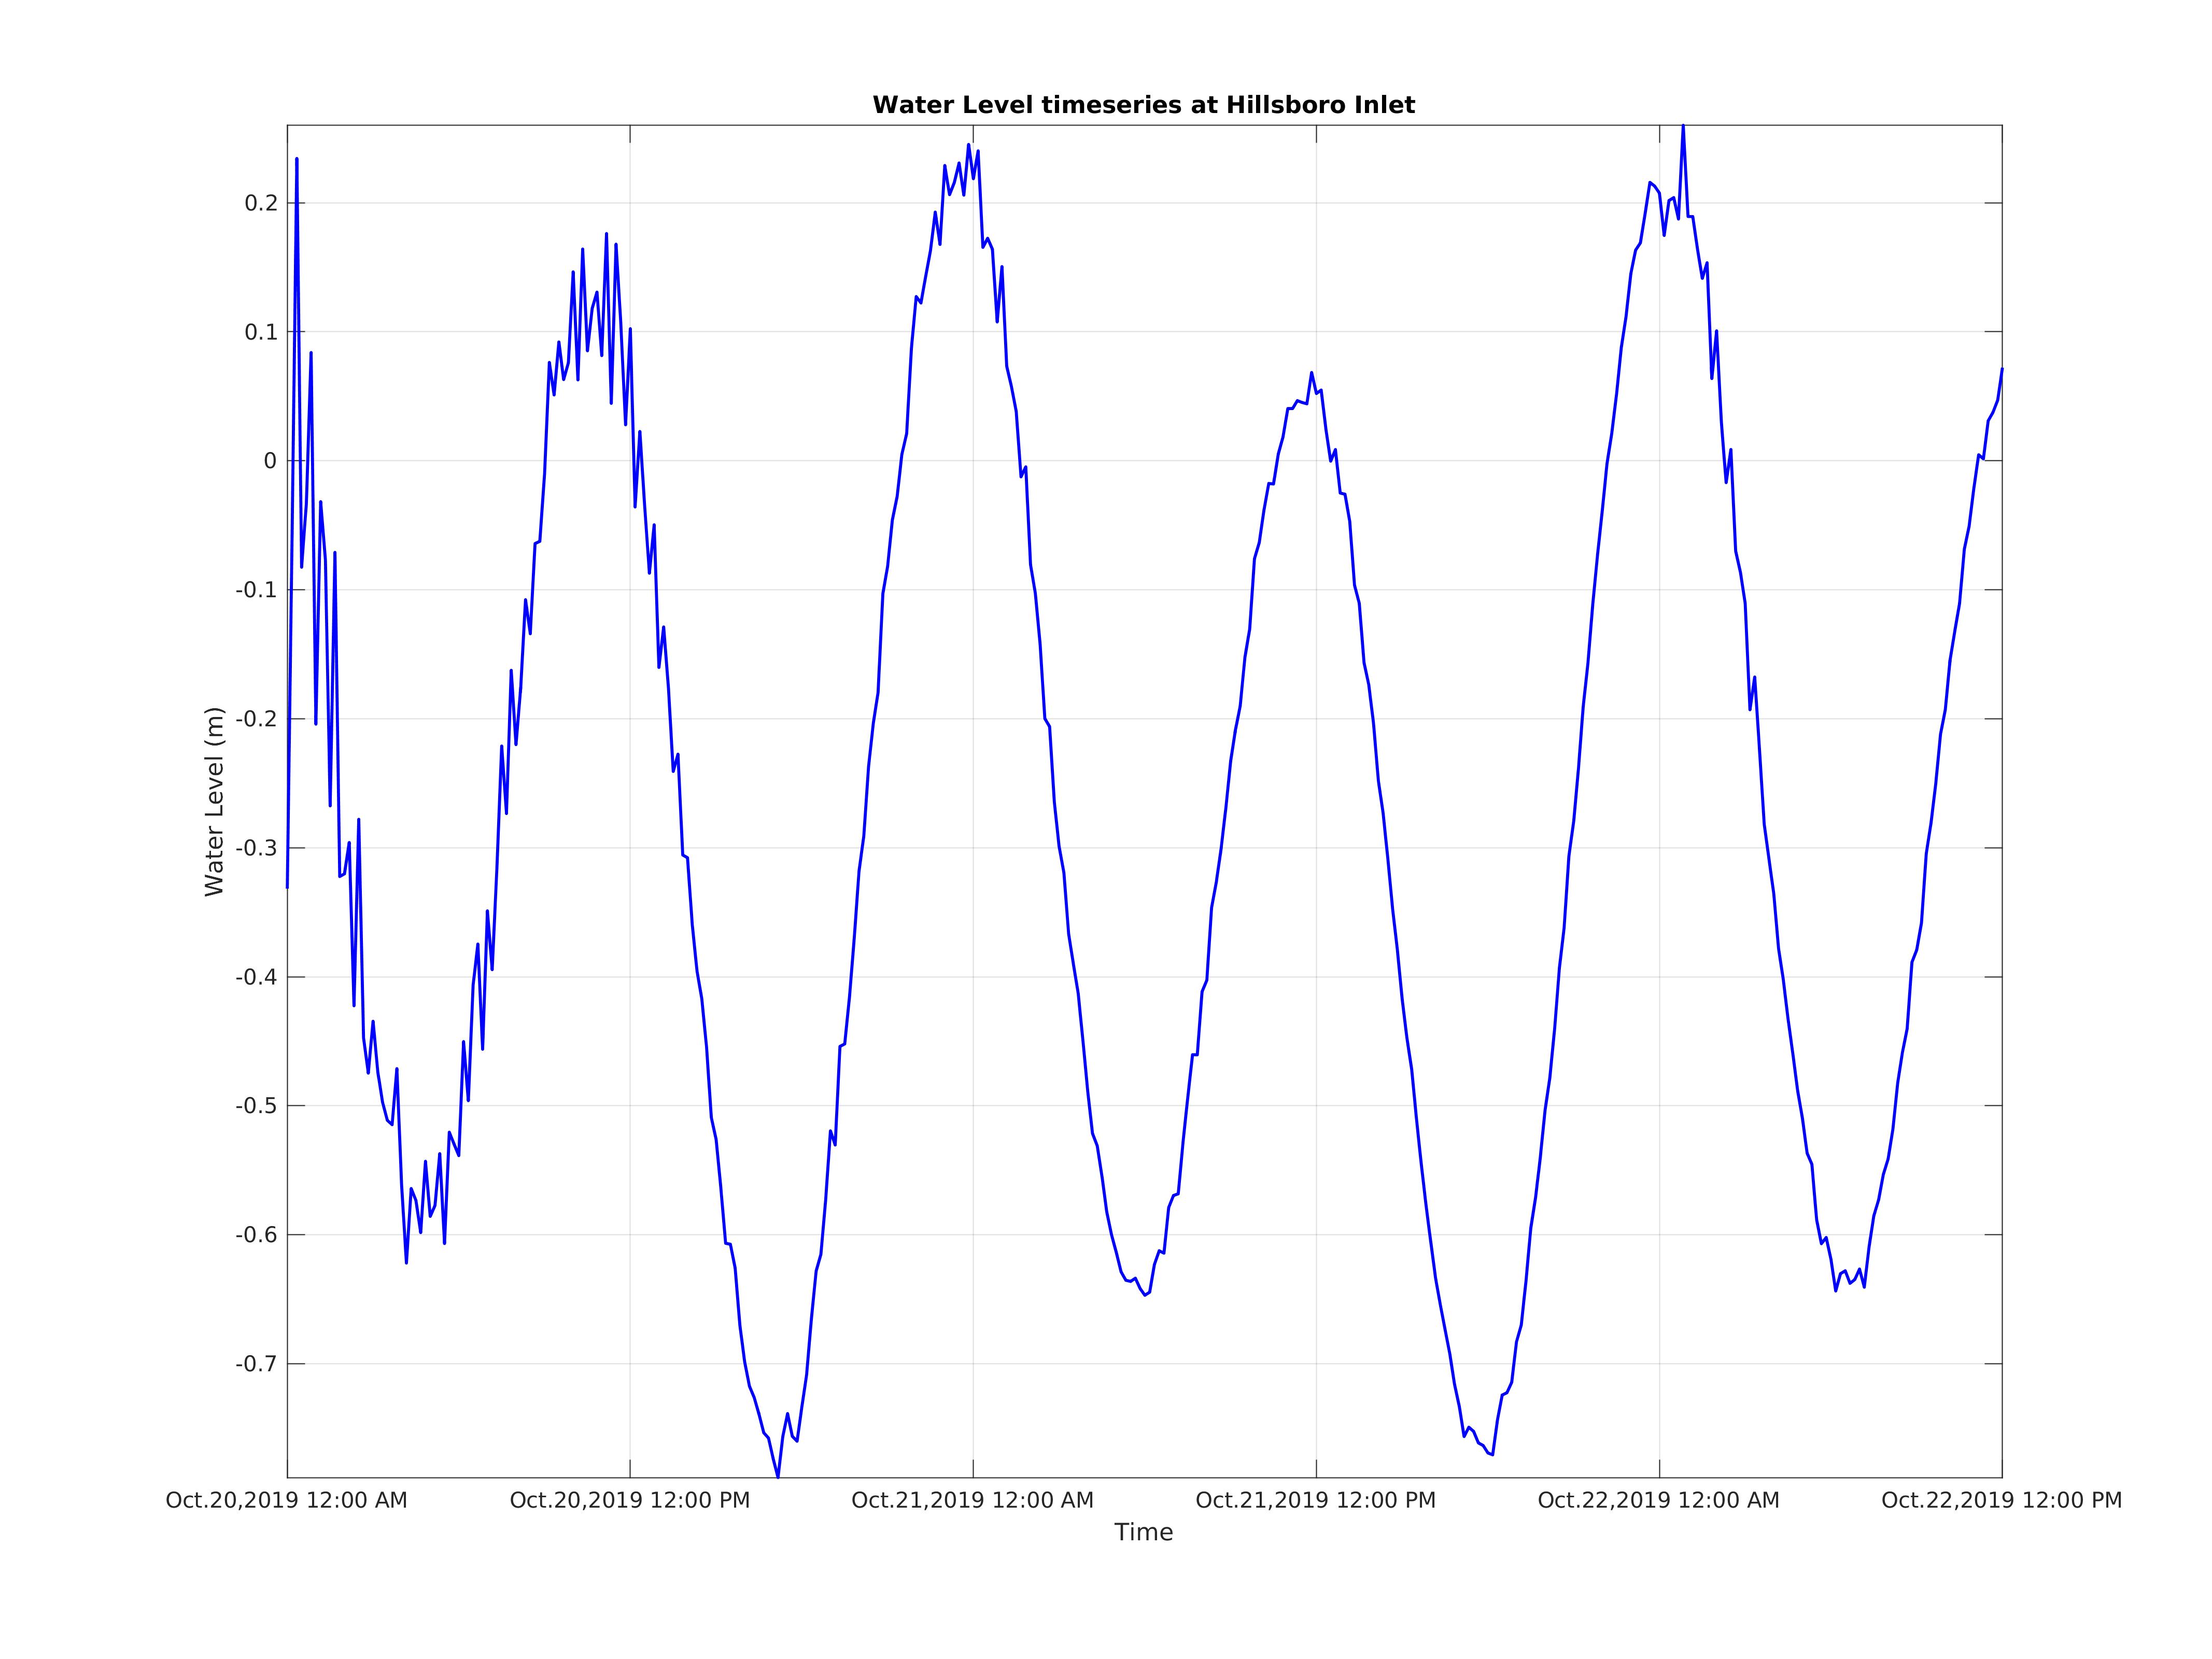 Water Level timeseries at Hillsboro Inlet
0.2
0.1
0
-0.1
-0.2
-0.3
-0.4
-0.5
-0.6
-0.7
Water Level (m)
Oct.20,2019 12:00 AM
Oct.20,2019 12:00 PM
Oct.21,2019 12:00 AM
Oct.21,2019 12:00 PM
Oct.22,2019 12:00 AM
Oct.22,2019 12:00 PM
Time